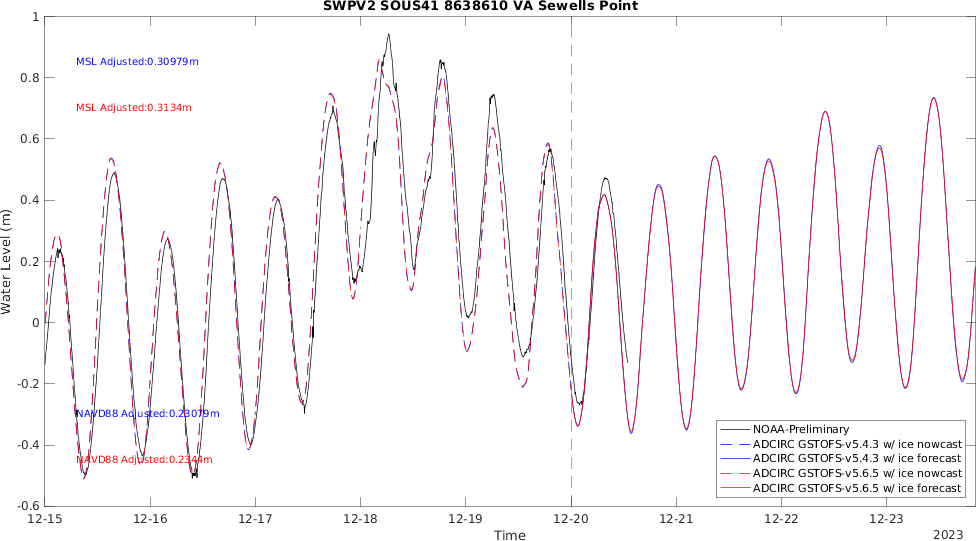 SWPV2 SOUS41 8638610 VA Sewells Point
1
0.8
0.6
0.4
0.2
0
-0.2
-0.4
-0.6
Water Level (m)
MSL Adjusted:0.30979m
MSL Adjusted:0.3134m
NAVD88 Adjusted:0.23079m
NAVD88 Adjusted:0.2344m
NOAA-Preliminary
ADCIRC GSTOFS-v5.4.3 w/ ice nowcast
ADCIRC GSTOFS-v5.4.3 w/ ice forecast
ADCIRC GSTOFS-v5.6.5 w/ ice nowcast
ADCIRC GSTOFS-v5.6.5 w/ ice forecast
12-15 12-16 12-17 12-18 12-19 12-20 12-21 12-22 12-23
Time
2023